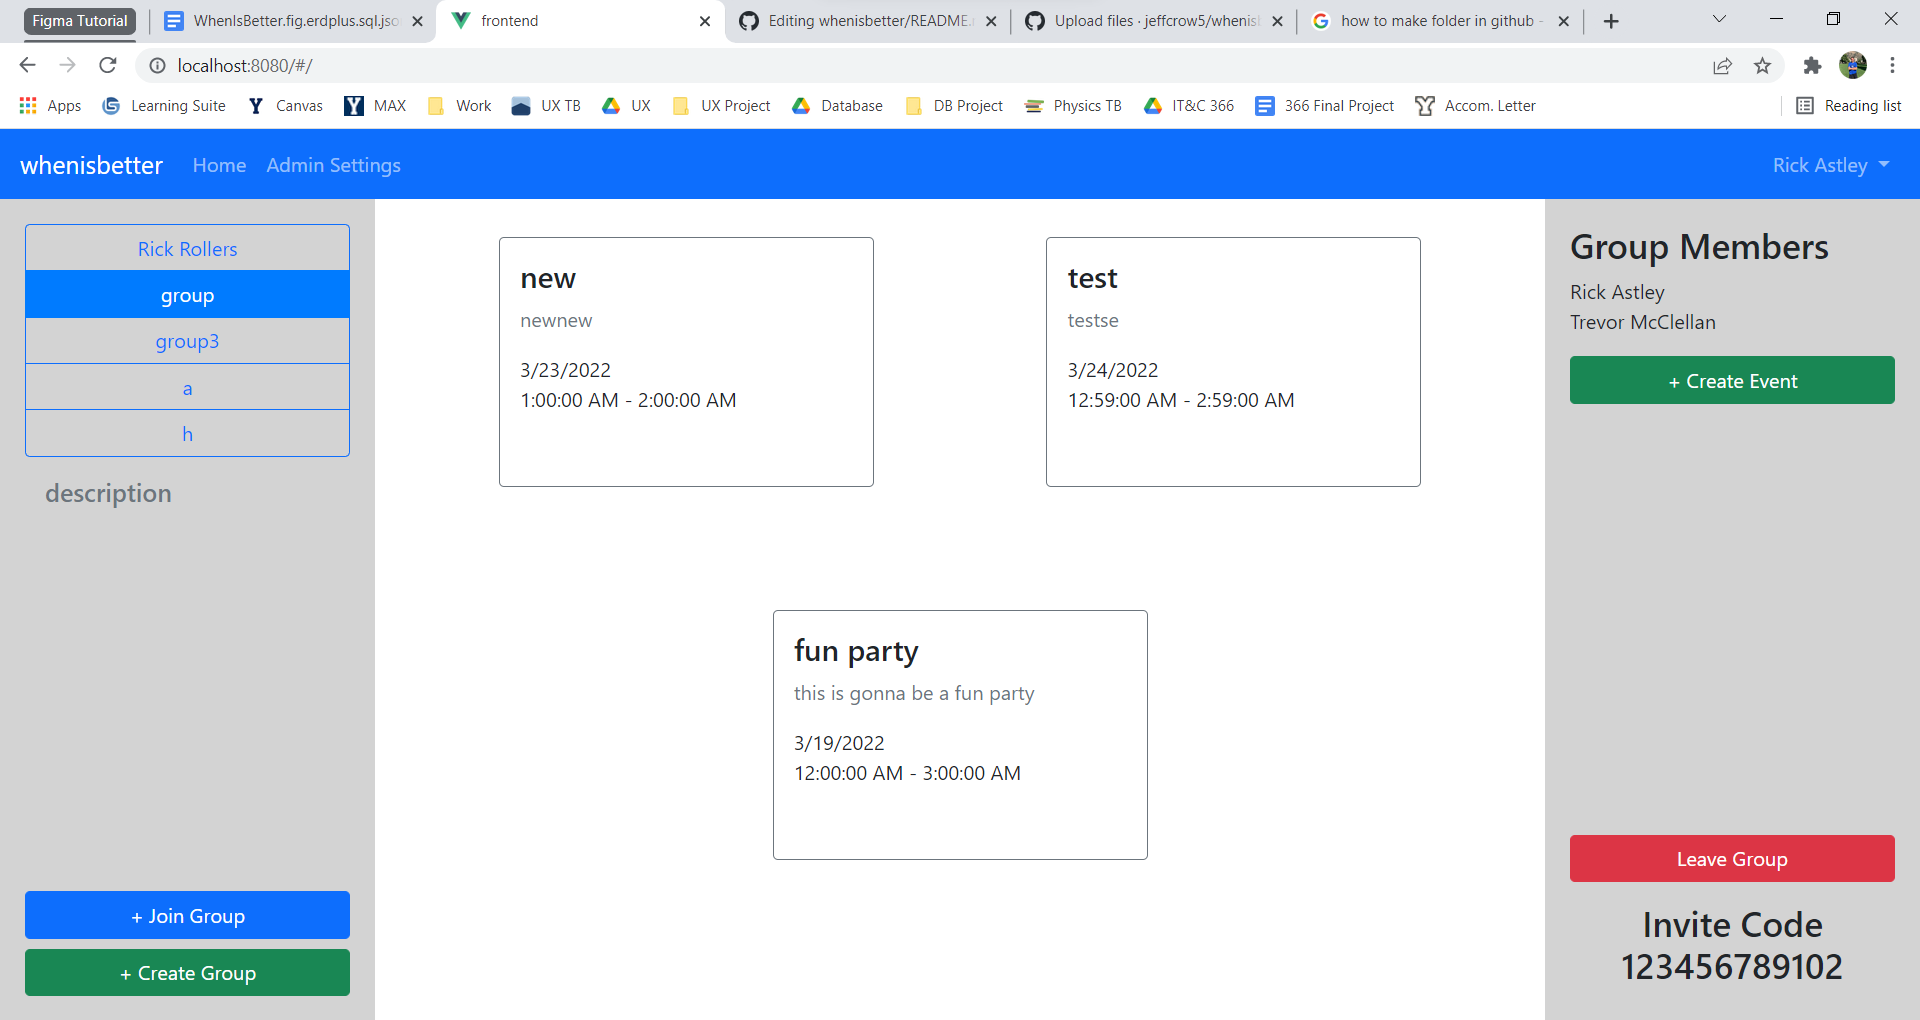 Figma Tutorial
WhenIsBetter.fig.erdplus.sql.jso
frontend
Editing whenisbetter/README.
Upload files · jeffcrow5/whenis
how to make folder in github -
localhost:8080/#/
Apps
Learning Suite
Canvas
MAX
Work
UX TB
UX
UX Project
Database
DB Project
Physics TB
IT&C 366
366 Final Project
Accom. Letter
Reading list
whenisbetter
Home
Admin Settings
Rick Astley
Rick Rollers
group
group3
a
h
description
+ Join Group
+ Create Group
new
newnew
3/23/2022
1:00:00 AM - 2:00:00 AM
test
testse
3/24/2022
12:59:00 AM - 2:59:00 AM
fun party
this is gonna be a fun party
3/19/2022
12:00:00 AM - 3:00:00 AM
Group Members
Rick Astley
Trevor McClellan
+ Create Event
Leave Group
Invite Code
123456789102